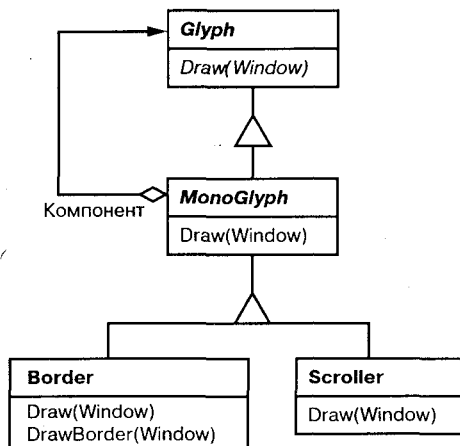 Glyph
Draw(Window)
MonoGlyph
Компонент
Draw(Window)
Border
Draw(Window)
DrawBorder(Window)
Scroller
Draw(Window)